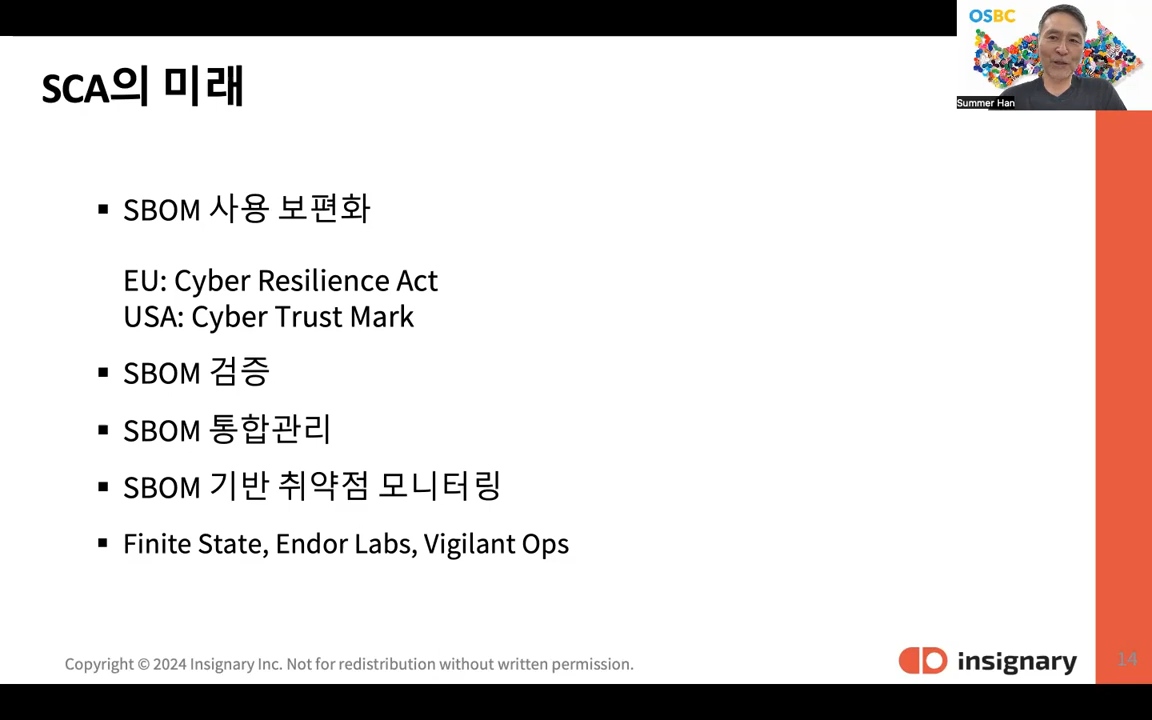 OSBC
Summer Han
SCA의 미래
▪ SBOM 사용 보편화
EU: Cyber Resilience Act
USA: Cyber Trust Mark
▪ SBOM 검증
▪ SBOM 통합관리
▪ SBOM 기반 취약점 모니터링
▪ Finite State, Endor Labs, Vigilant Ops
Copyright © 2024 Insignary Inc. Not for redistribution without written permission.
insignary
14